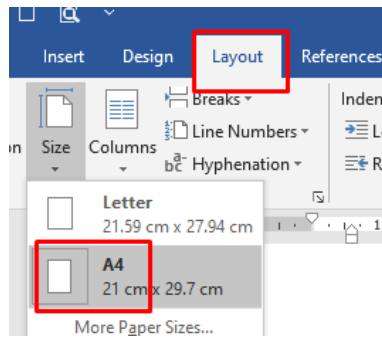 Insert Design Layout References
Breaks
Line Numbers
Hyphenation
Size Columns
Letter
21.59 cm x 27.94 cm
A4
21 cm x 29.7 cm
More Paper Sizes...